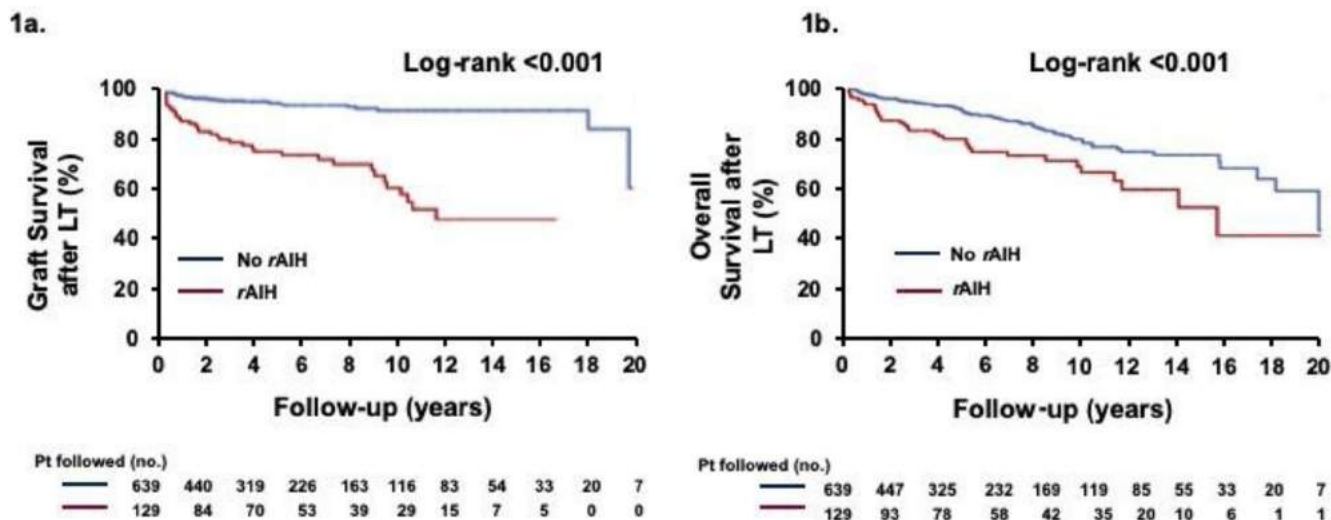 1a.
Log-rank <0.001
Graft Survival
after LT (%)
100
80
60
40
20
0
No rAIH
rAIH
0 2 4 6 8 10 12 14 16 18 20
Follow-up (years)
Pt followed (no.)
639 440 319 226 163 116 83 54 33 20 7
129 84 70 53 39 29 15 7 5 0 0
1b.
Log-rank <0.001
Overall
Survival after
LT (%)
100
80
60
40
20
0
No rAIH
rAIH
0 2 4 6 8 10 12 14 16 18 20
Follow-up (years)
Pt followed (no.)
639 447 325 232 169 119 85 55 33 20 7
129 93 78 58 42 35 20 10 6 1 1